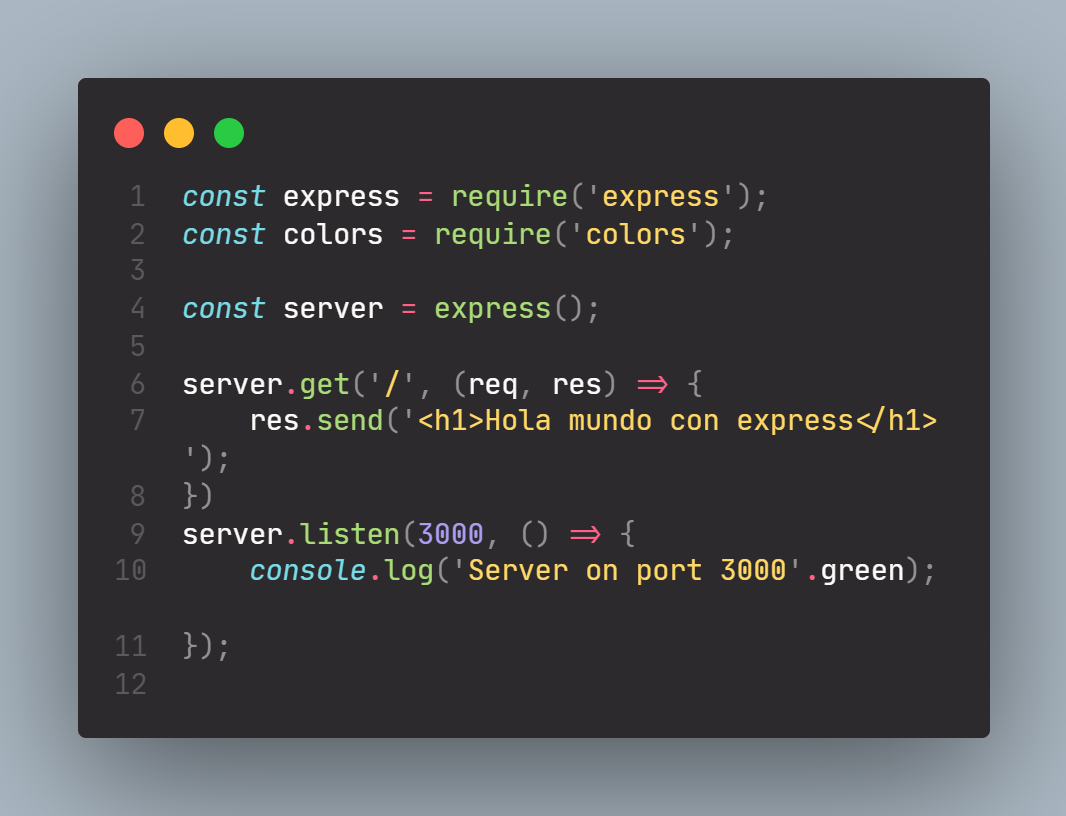 1 const express = require('express');
2 const colors = require('colors');
3
4 const server = express();
5
6 server.get('/', (req, res) => {
7     res.send('<h1>Hola mundo con express</h1>
');
8 })
9 server.listen(3000, () => {
10     console.log('Server on port 3000'.green);
11 });
12